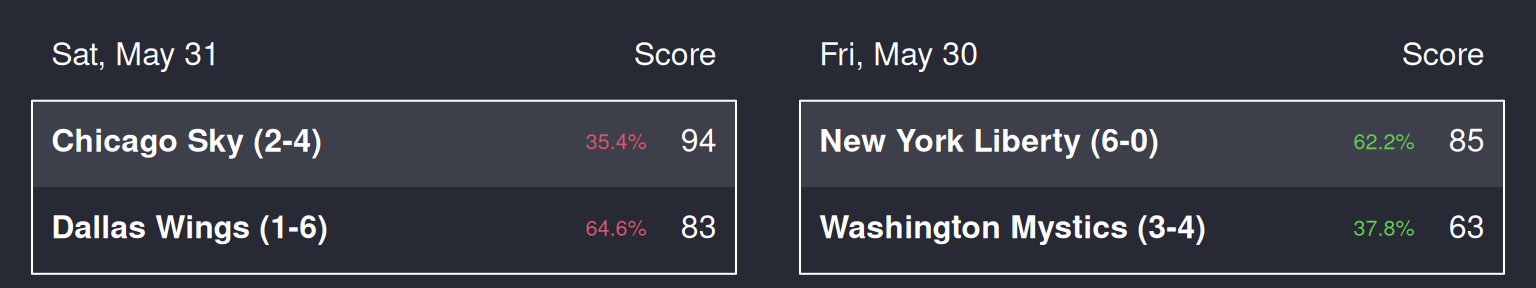 Sat, May 31 Score
Chicago Sky (2-4) 35.4% 94
Dallas Wings (1-6) 64.6% 83
Fri, May 30 Score
New York Liberty (6-0) 62.2% 85
Washington Mystics (3-4) 37.8% 63